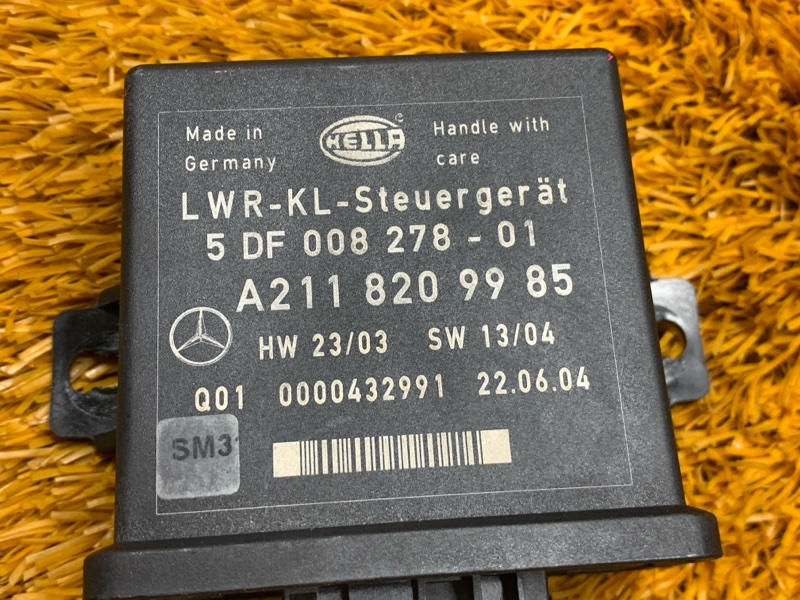 Made in Germany
HELLA
©
Handle with care
LWR-KL-Steuergerät
5 DF 008 278 - 01
A211 820 99 85
HW 23/03 SW 13/04
Q01 0000432991 22.06.04
SM31